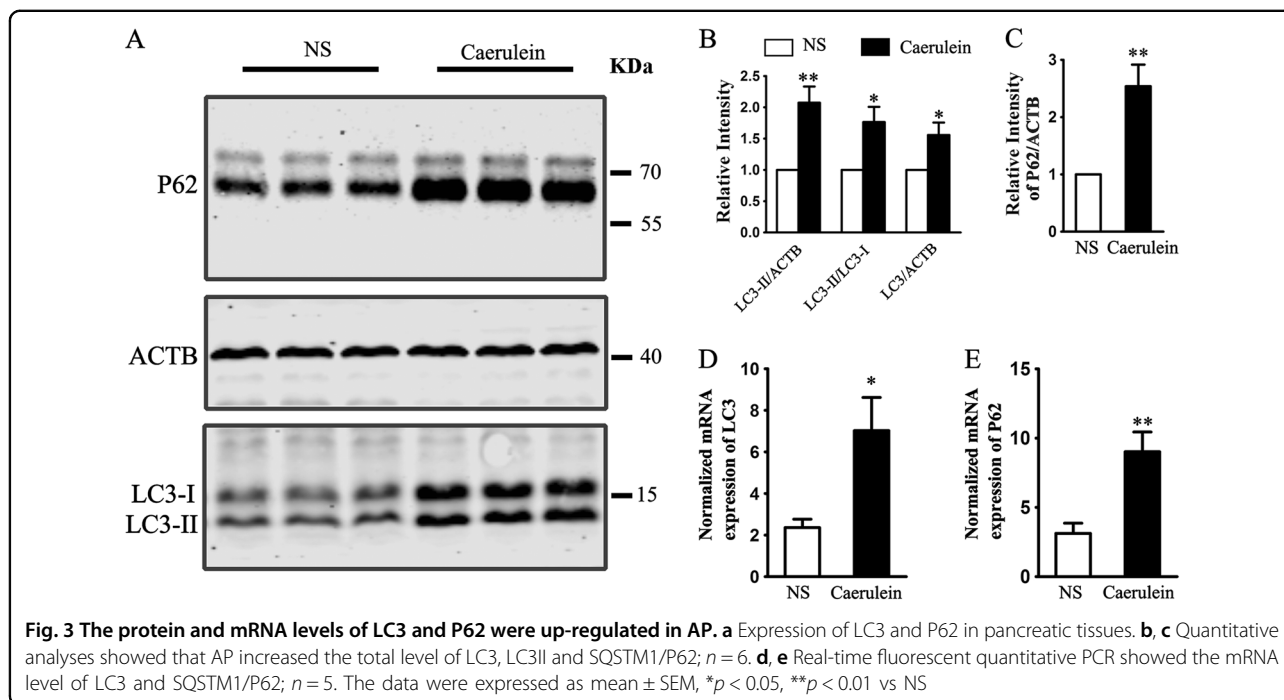 A
NS
Caerulein
KDa
P62
70
55
ACTB
40
LC3-I
LC3-II
15
B
NS
Caerulein
Relative Intensity
2.5
2.0
1.5
1.0
0.5
0.0
**
*
*
LC3-II/ACTB
LC3-II/LC3-I
LC3/ACTB
C
Relative Intensity
of P62/ACTB
3
2
1
0
**
NS
Caerulein
D
Normalized mRNA
expression of LC3
10
8
6
4
2
0
*
NS
Caerulein
E
Normalized mRNA
expression of P62
15
10
5
0
**
NS
Caerulein
Fig. 3 The protein and mRNA levels of LC3 and P62 were up-regulated in AP. a Expression of LC3 and P62 in pancreatic tissues. b, c Quantitative
analyses showed that AP increased the total level of LC3, LC3II and SQSTM1/P62; n = 6. d, e Real-time fluorescent quantitative PCR showed the mRNA
level of LC3 and SQSTM1/P62; n = 5. The data were expressed as mean ± SEM, *p < 0.05, **p < 0.01 vs NS